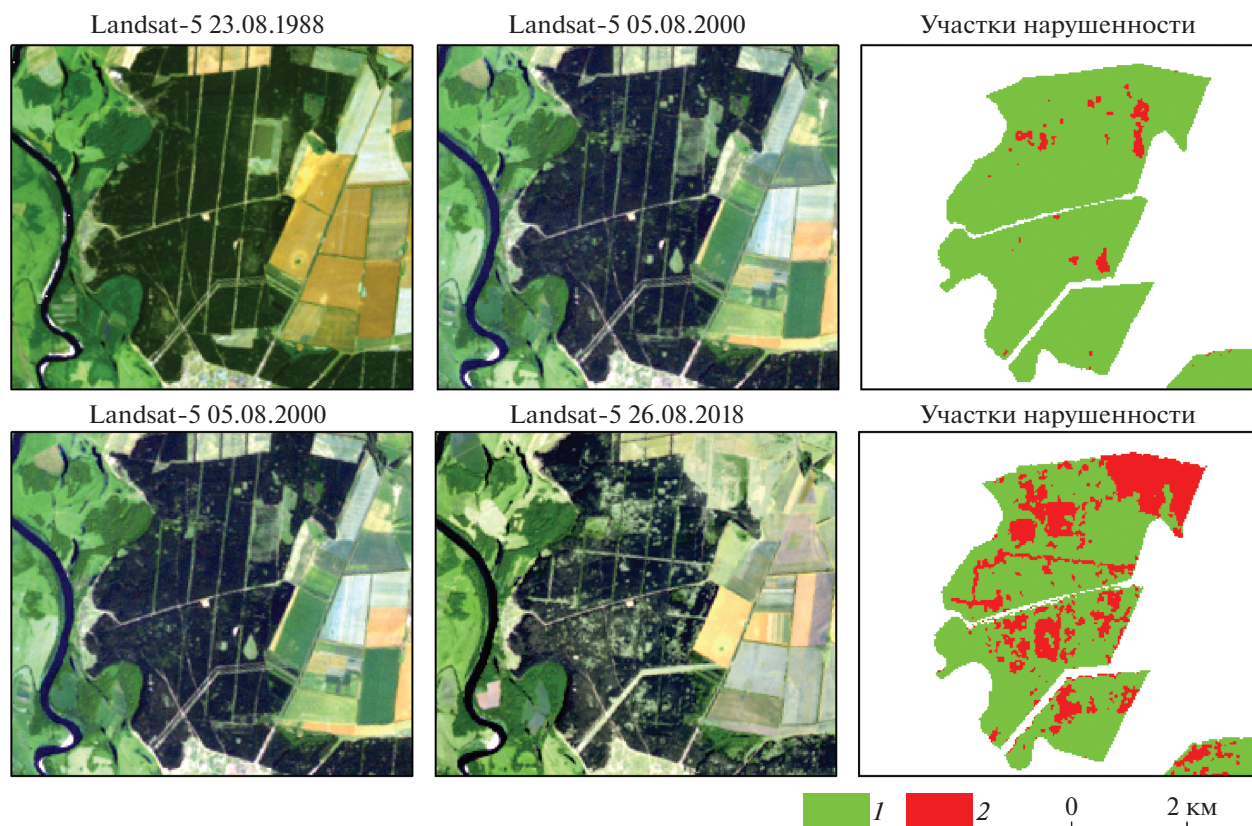 Landsat-5 23.08.1988
Landsat-5 05.08.2000
Участки нарушенности
Landsat-5 05.08.2000
Landsat-5 26.08.2018
Участки нарушенности
1 2 0 2 км